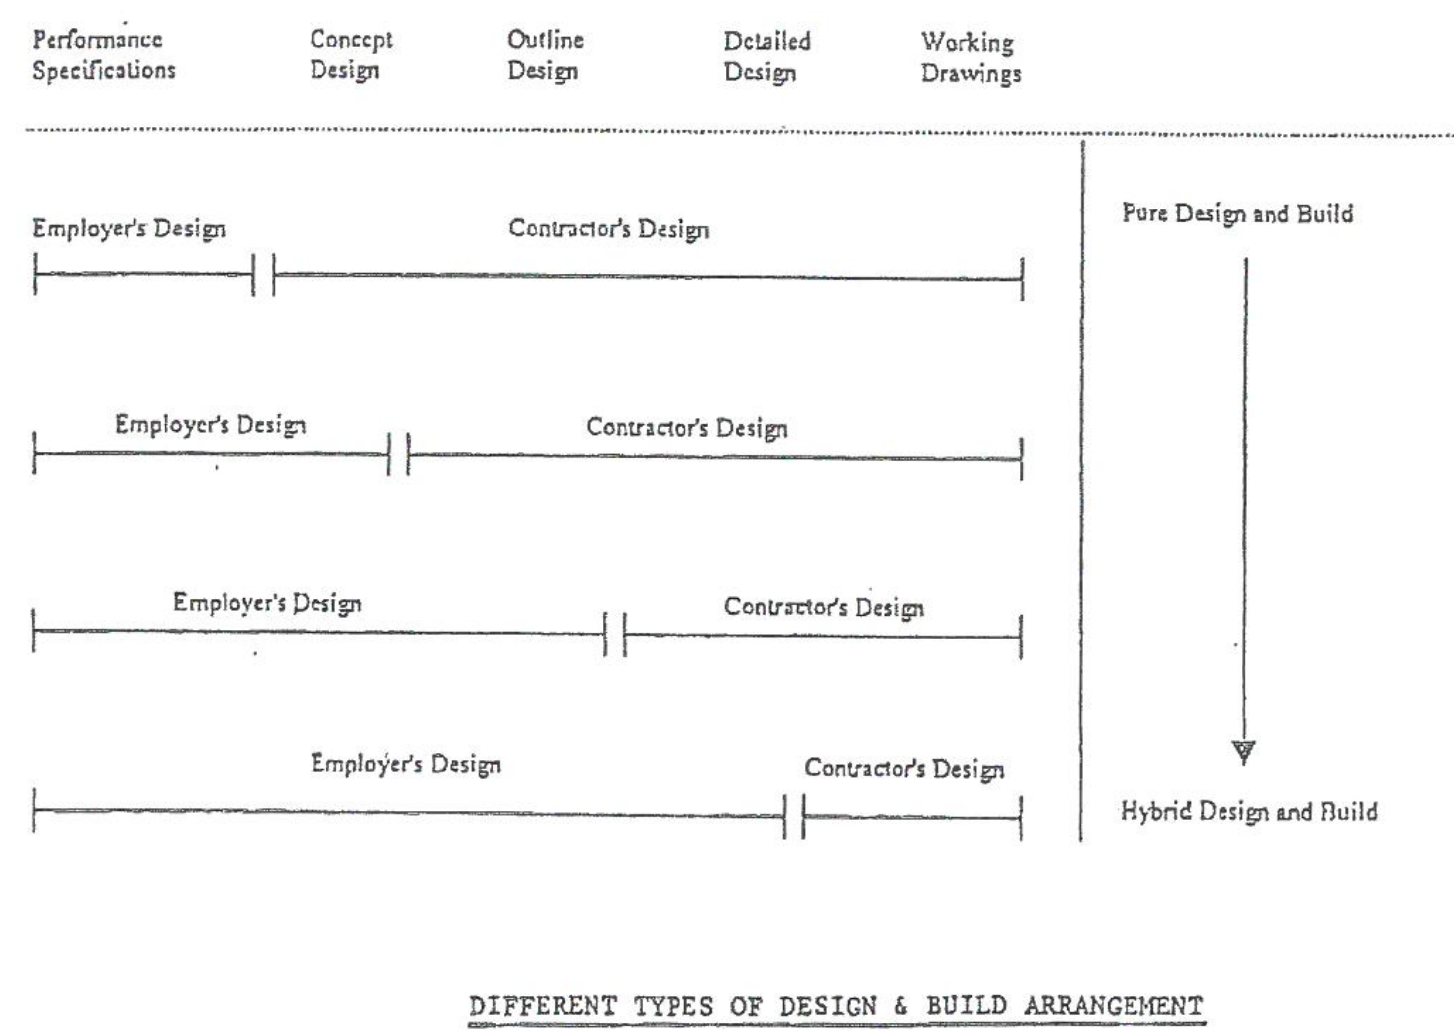 Performance Specifications
Concept Design
Outline Design
Detailed Design
Working Drawings
Employer's Design
Contractor's Design
Pure Design and Build
Employer's Design
Contractor's Design
Employer's Design
Contractor's Design
Employer's Design
Contractor's Design
Hybrid Design and Build
DIFFERENT TYPES OF DESIGN & BUILD ARRANGEMENT